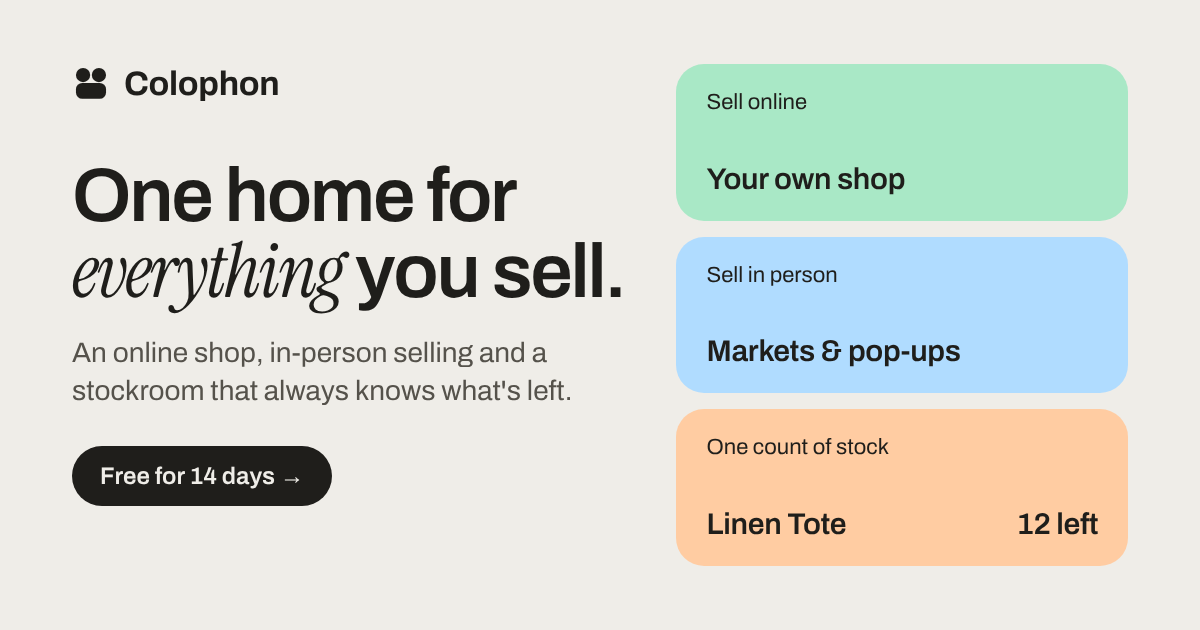 Colophon
One home for
everything you sell.
An online shop, in-person selling and a
stockroom that always knows what's left.
Free for 14 days →
Sell online
Your own shop
Sell in person
Markets & pop-ups
One count of stock
Linen Tote 12 left